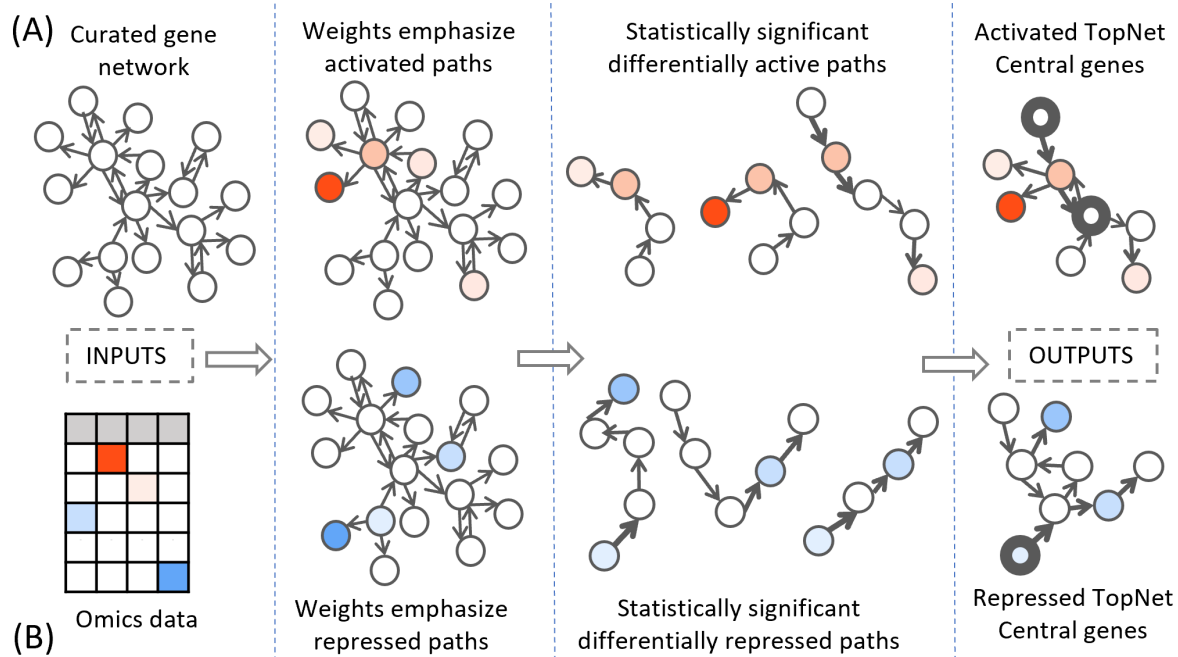 (A)
Curated gene
network
Weights emphasize
activated paths
Statistically significant
differentially active paths
Activated TopNet
Central genes
INPUTS
OUTPUTS
Omics data
(B)
Weights emphasize
repressed paths
Statistically significant
differentially repressed paths
Repressed TopNet
Central genes